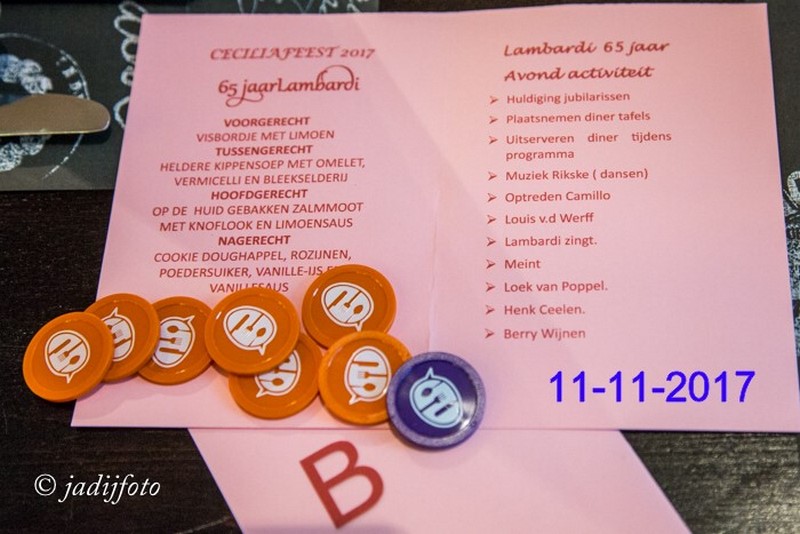 CECILIAFEEST 2017
65 jaarLambardi
VOORGERECHT
VISBORDJE MET LIMOEN
TUSSENGERECHT
HELDERE KIPPENSOEP MET OMELET,
VERMICELLI EN BLEEKSELDERIJ
HOOFDGERECHT
OP DE HUID GEBAKKEN ZALMMOOT
MET KNOFLOOK EN LIMOENSAUS
NAGERECHT
COOKIE DOUGHAPPEL, ROZIJNEN,
POEDERSUIKER, VANILLE-IJS
VANILLESAUS
Lambardi 65 jaar
Avond activiteit
➢ Huldiging jubilarissen
➢ Plaatsnemen diner tafels
➢ Uitserveren diner tijdens
programma
➢ Muziek Rikske ( dansen)
➢ Optreden Camillo
➢ Louis v.d Werff
➢ Lambardi zingt.
➢ Meint
➢ Loek van Poppel.
➢ Henk Ceelen.
➢ Berry Wijnen
11-11-2017
B
© jadijfoto